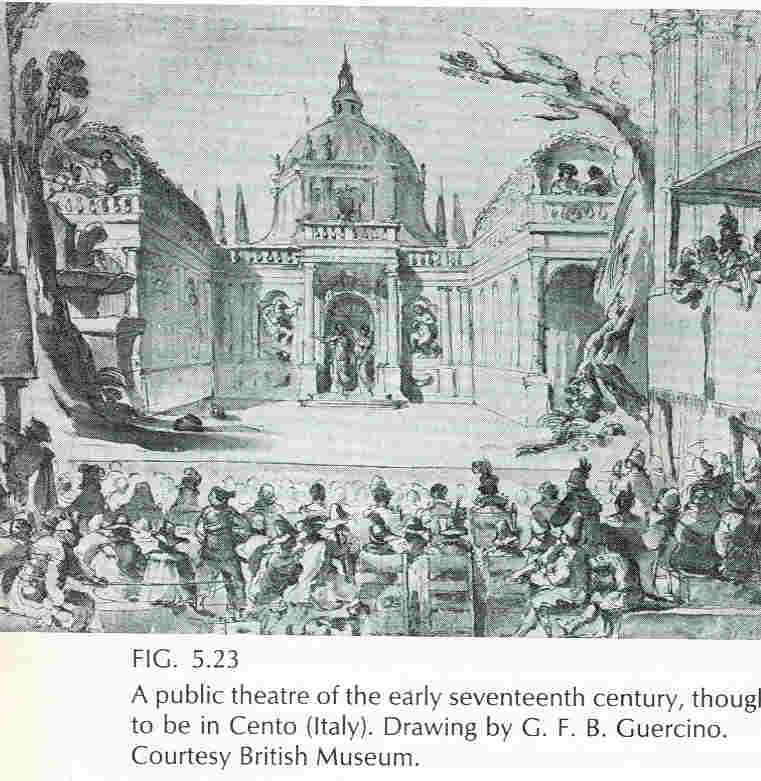 FIG. 5.23
A public theatre of the early seventeenth century,
to be in Cento (Italy). Drawing by G. F. B. Guercino.
Courtesy British Museum.